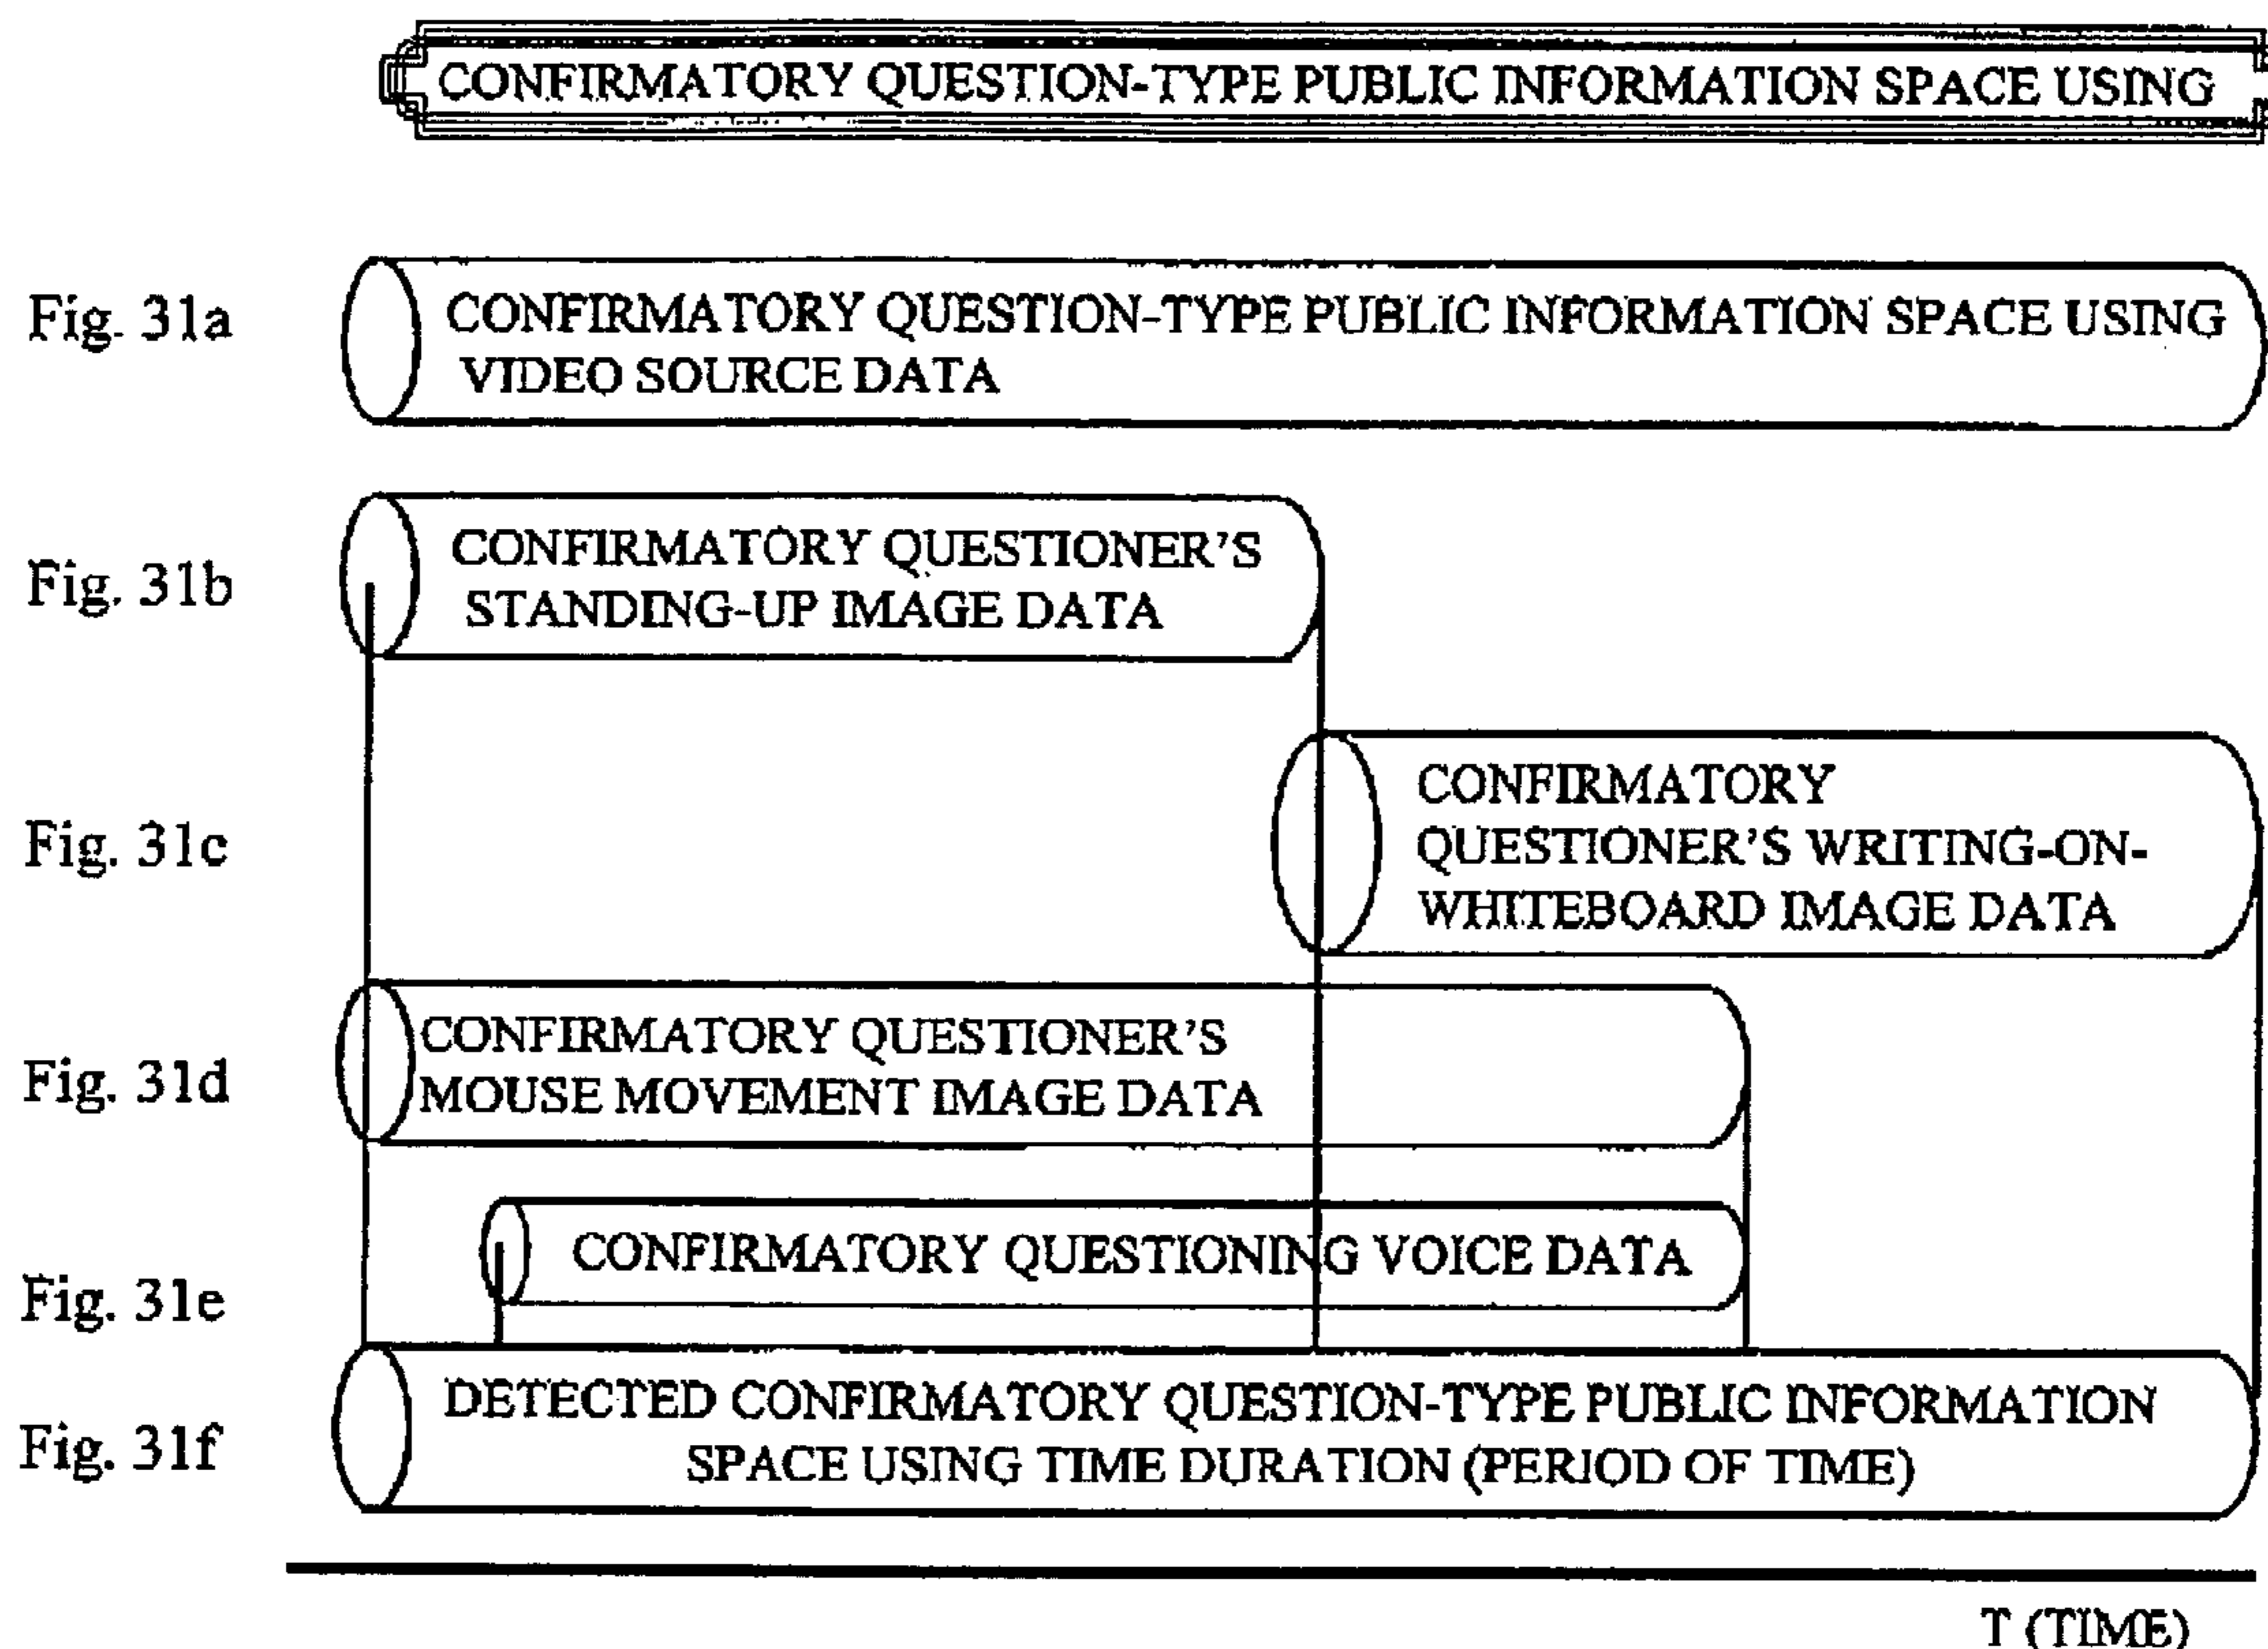 CONFIRMATORY QUESTION-TYPE PUBLIC INFORMATION SPACE USING
Fig. 31a
CONFIRMATORY QUESTION-TYPE PUBLIC INFORMATION SPACE USING
VIDEO SOURCE DATA
Fig. 31b
CONFIRMATORY QUESTIONER'S
STANDING-UP IMAGE DATA
Fig. 31c
CONFIRMATORY
QUESTIONER'S WRITING-ON-
WHITEBOARD IMAGE DATA
Fig. 31d
CONFIRMATORY QUESTIONER'S
MOUSE MOVEMENT IMAGE DATA
Fig. 31e
CONFIRMATORY QUESTIONING VOICE DATA
Fig. 31f
DETECTED CONFIRMATORY QUESTION-TYPE PUBLIC INFORMATION
SPACE USING TIME DURATION (PERIOD OF TIME)
T (TIME)